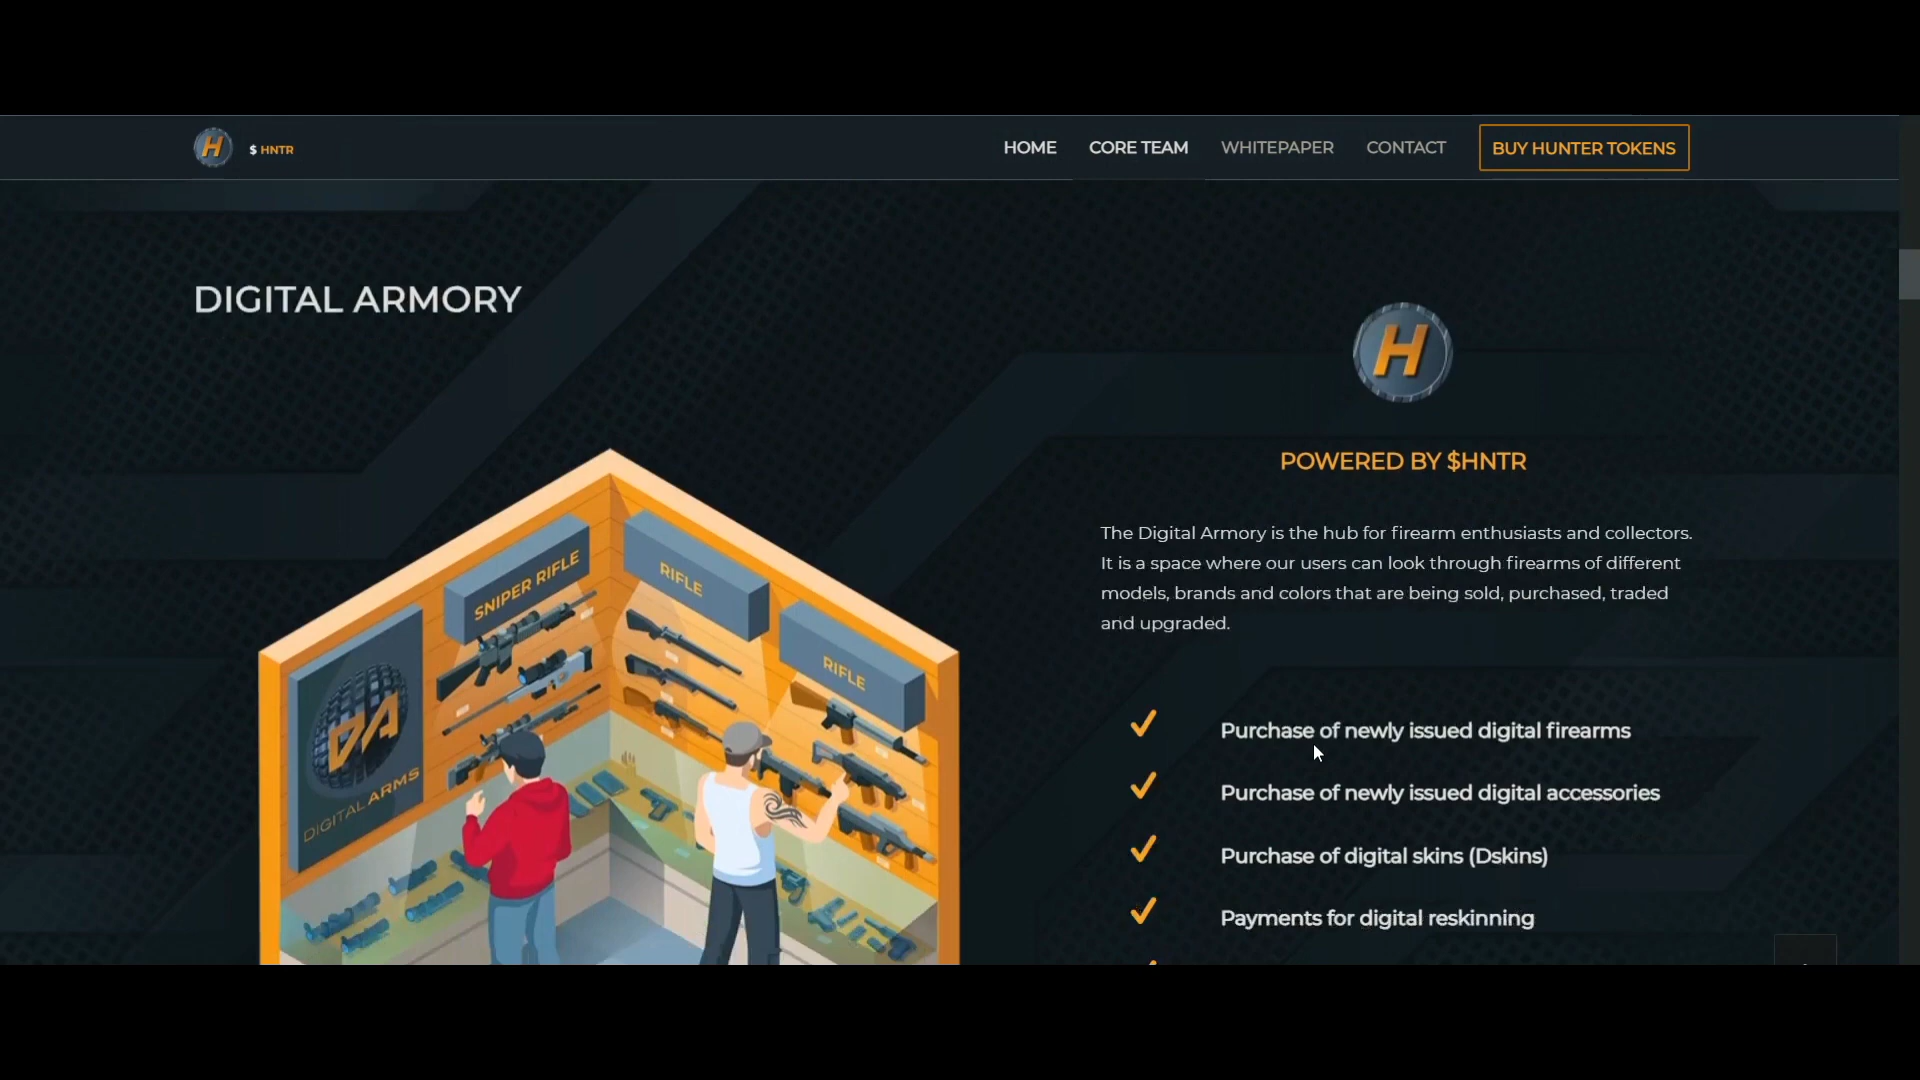 H
$ HNTR
HOME
CORE TEAM
WHITEPAPER
CONTACT
BUY HUNTER TOKENS
DIGITAL ARMORY
H
POWERED BY $HNTR
The Digital Armory is the hub for firearm enthusiasts and collectors.
It is a space where our users can look through firearms of different
models, brands and colors that are being sold, purchased, traded
and upgraded.
Purchase of newly issued digital firearms
Purchase of newly issued digital accessories
Purchase of digital skins (Dskins)
Payments for digital reskinning
SNIPER RIFLE
RIFLE
RIFLE
DA
DIGITAL ARMS